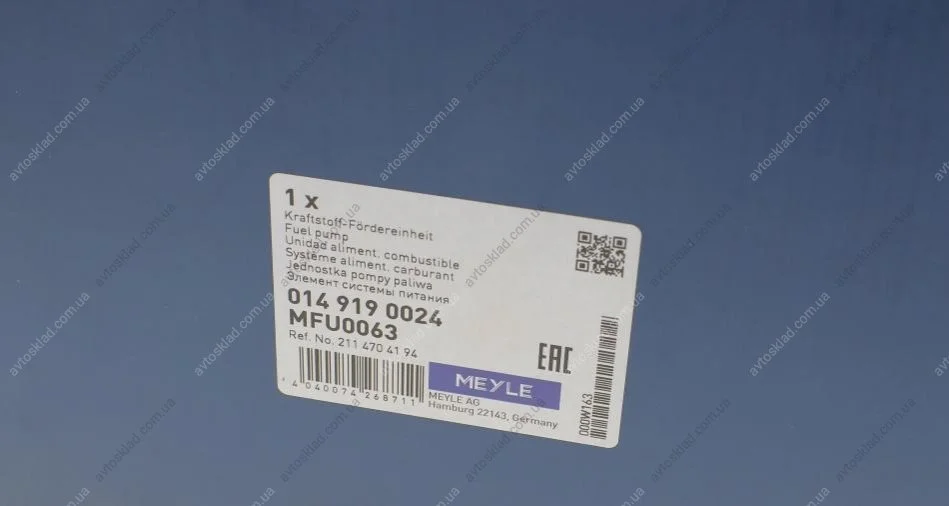 1 x
Kraftstoff-Fördereinheit
Fuel pump
Unidad aliment. combustible
Système aliment. carburant
Jednostka pompy paliwa
Элемент системы питания
014 919 0024
MFU0063
Ref. No. 211 470 41 94
4 040074 268711
EAC
MEYLE
MEYLE AG
Hamburg 22143, Germany
000W163
avtosklad.com.ua